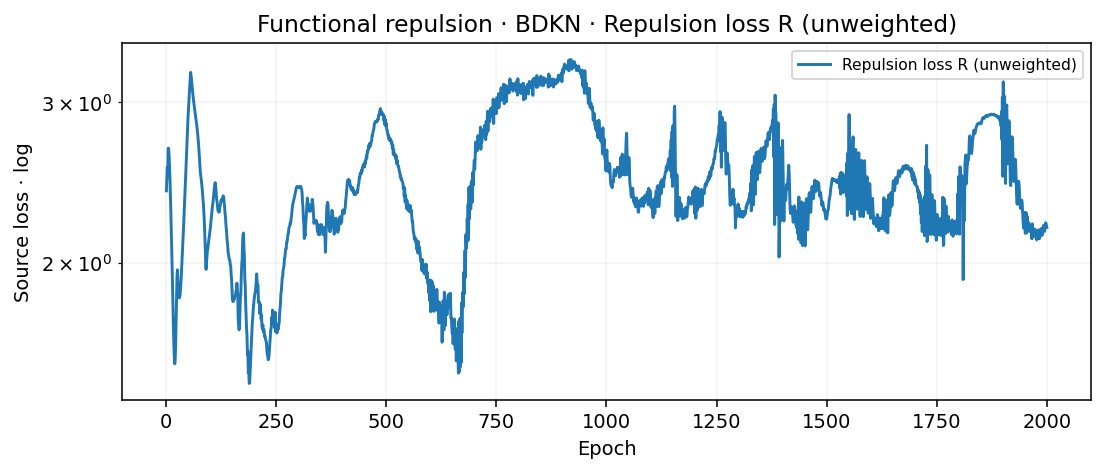 Functional repulsion · BDKN · Repulsion loss R (unweighted)
Repulsion loss R (unweighted)
Source loss · log
3 × 10⁰
2 × 10⁰
0 250 500 750 1000 1250 1500 1750 2000
Epoch